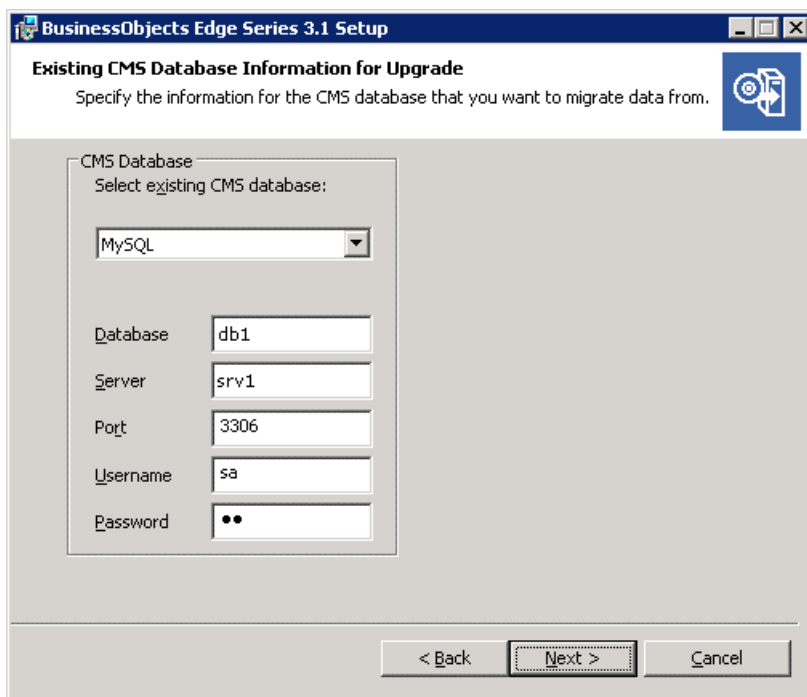 BusinessObjects Edge Series 3.1 Setup
Existing CMS Database Information for Upgrade
Specify the information for the CMS database that you want to migrate data from.
CMS Database
Select existing CMS database:
MySQL
Database db1
Server srv1
Port 3306
Username sa
Password ••
< Back Next > Cancel